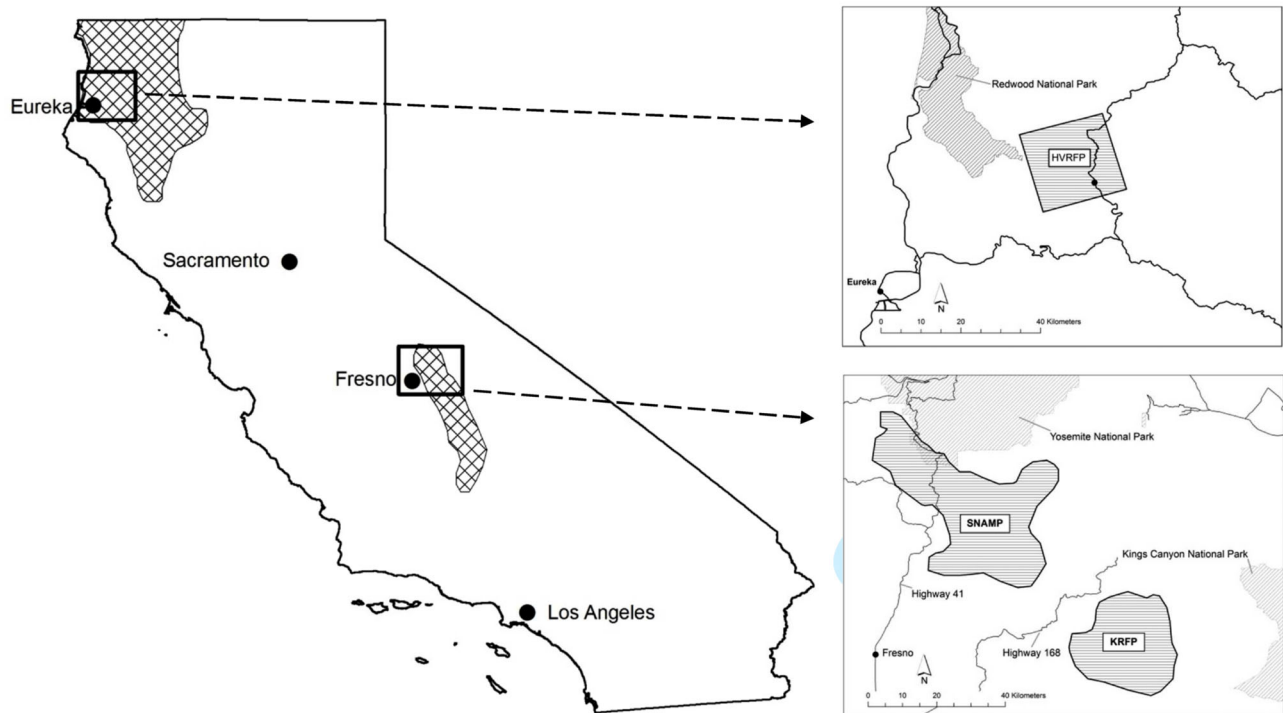 Eureka
Sacramento
Fresno
Los Angeles
Redwood National Park
HVRFP
Eureka
N
0 10 20 40 Kilometers
Yosemite National Park
SNAMP
Kings Canyon National Park
Highway 41
KRFP
Highway 168
Fresno
N
0 10 20 40 Kilometers